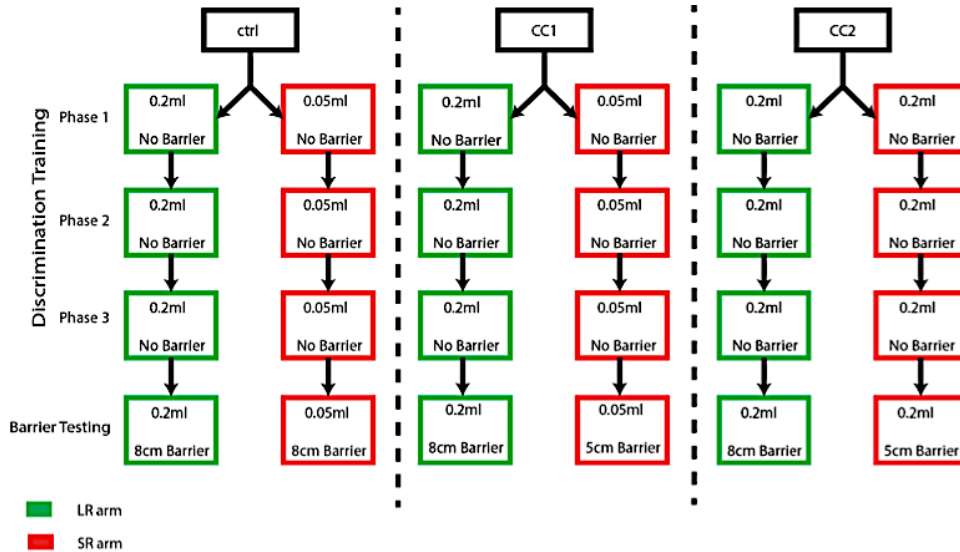 ctrl
CC1
CC2
Discrimination Training
Phase 1
0.2ml
No Barrier
0.05ml
No Barrier
0.2ml
No Barrier
0.05ml
No Barrier
0.2ml
No Barrier
0.2ml
No Barrier
Phase 2
0.2ml
No Barrier
0.05ml
No Barrier
0.2ml
No Barrier
0.05ml
No Barrier
0.2ml
No Barrier
0.2ml
No Barrier
Phase 3
0.2ml
No Barrier
0.05ml
No Barrier
0.2ml
No Barrier
0.05ml
No Barrier
0.2ml
No Barrier
0.2ml
No Barrier
Barrier Testing
0.2ml
8cm Barrier
0.05ml
8cm Barrier
0.2ml
8cm Barrier
0.05ml
5cm Barrier
0.2ml
8cm Barrier
0.2ml
5cm Barrier
LR arm
SR arm